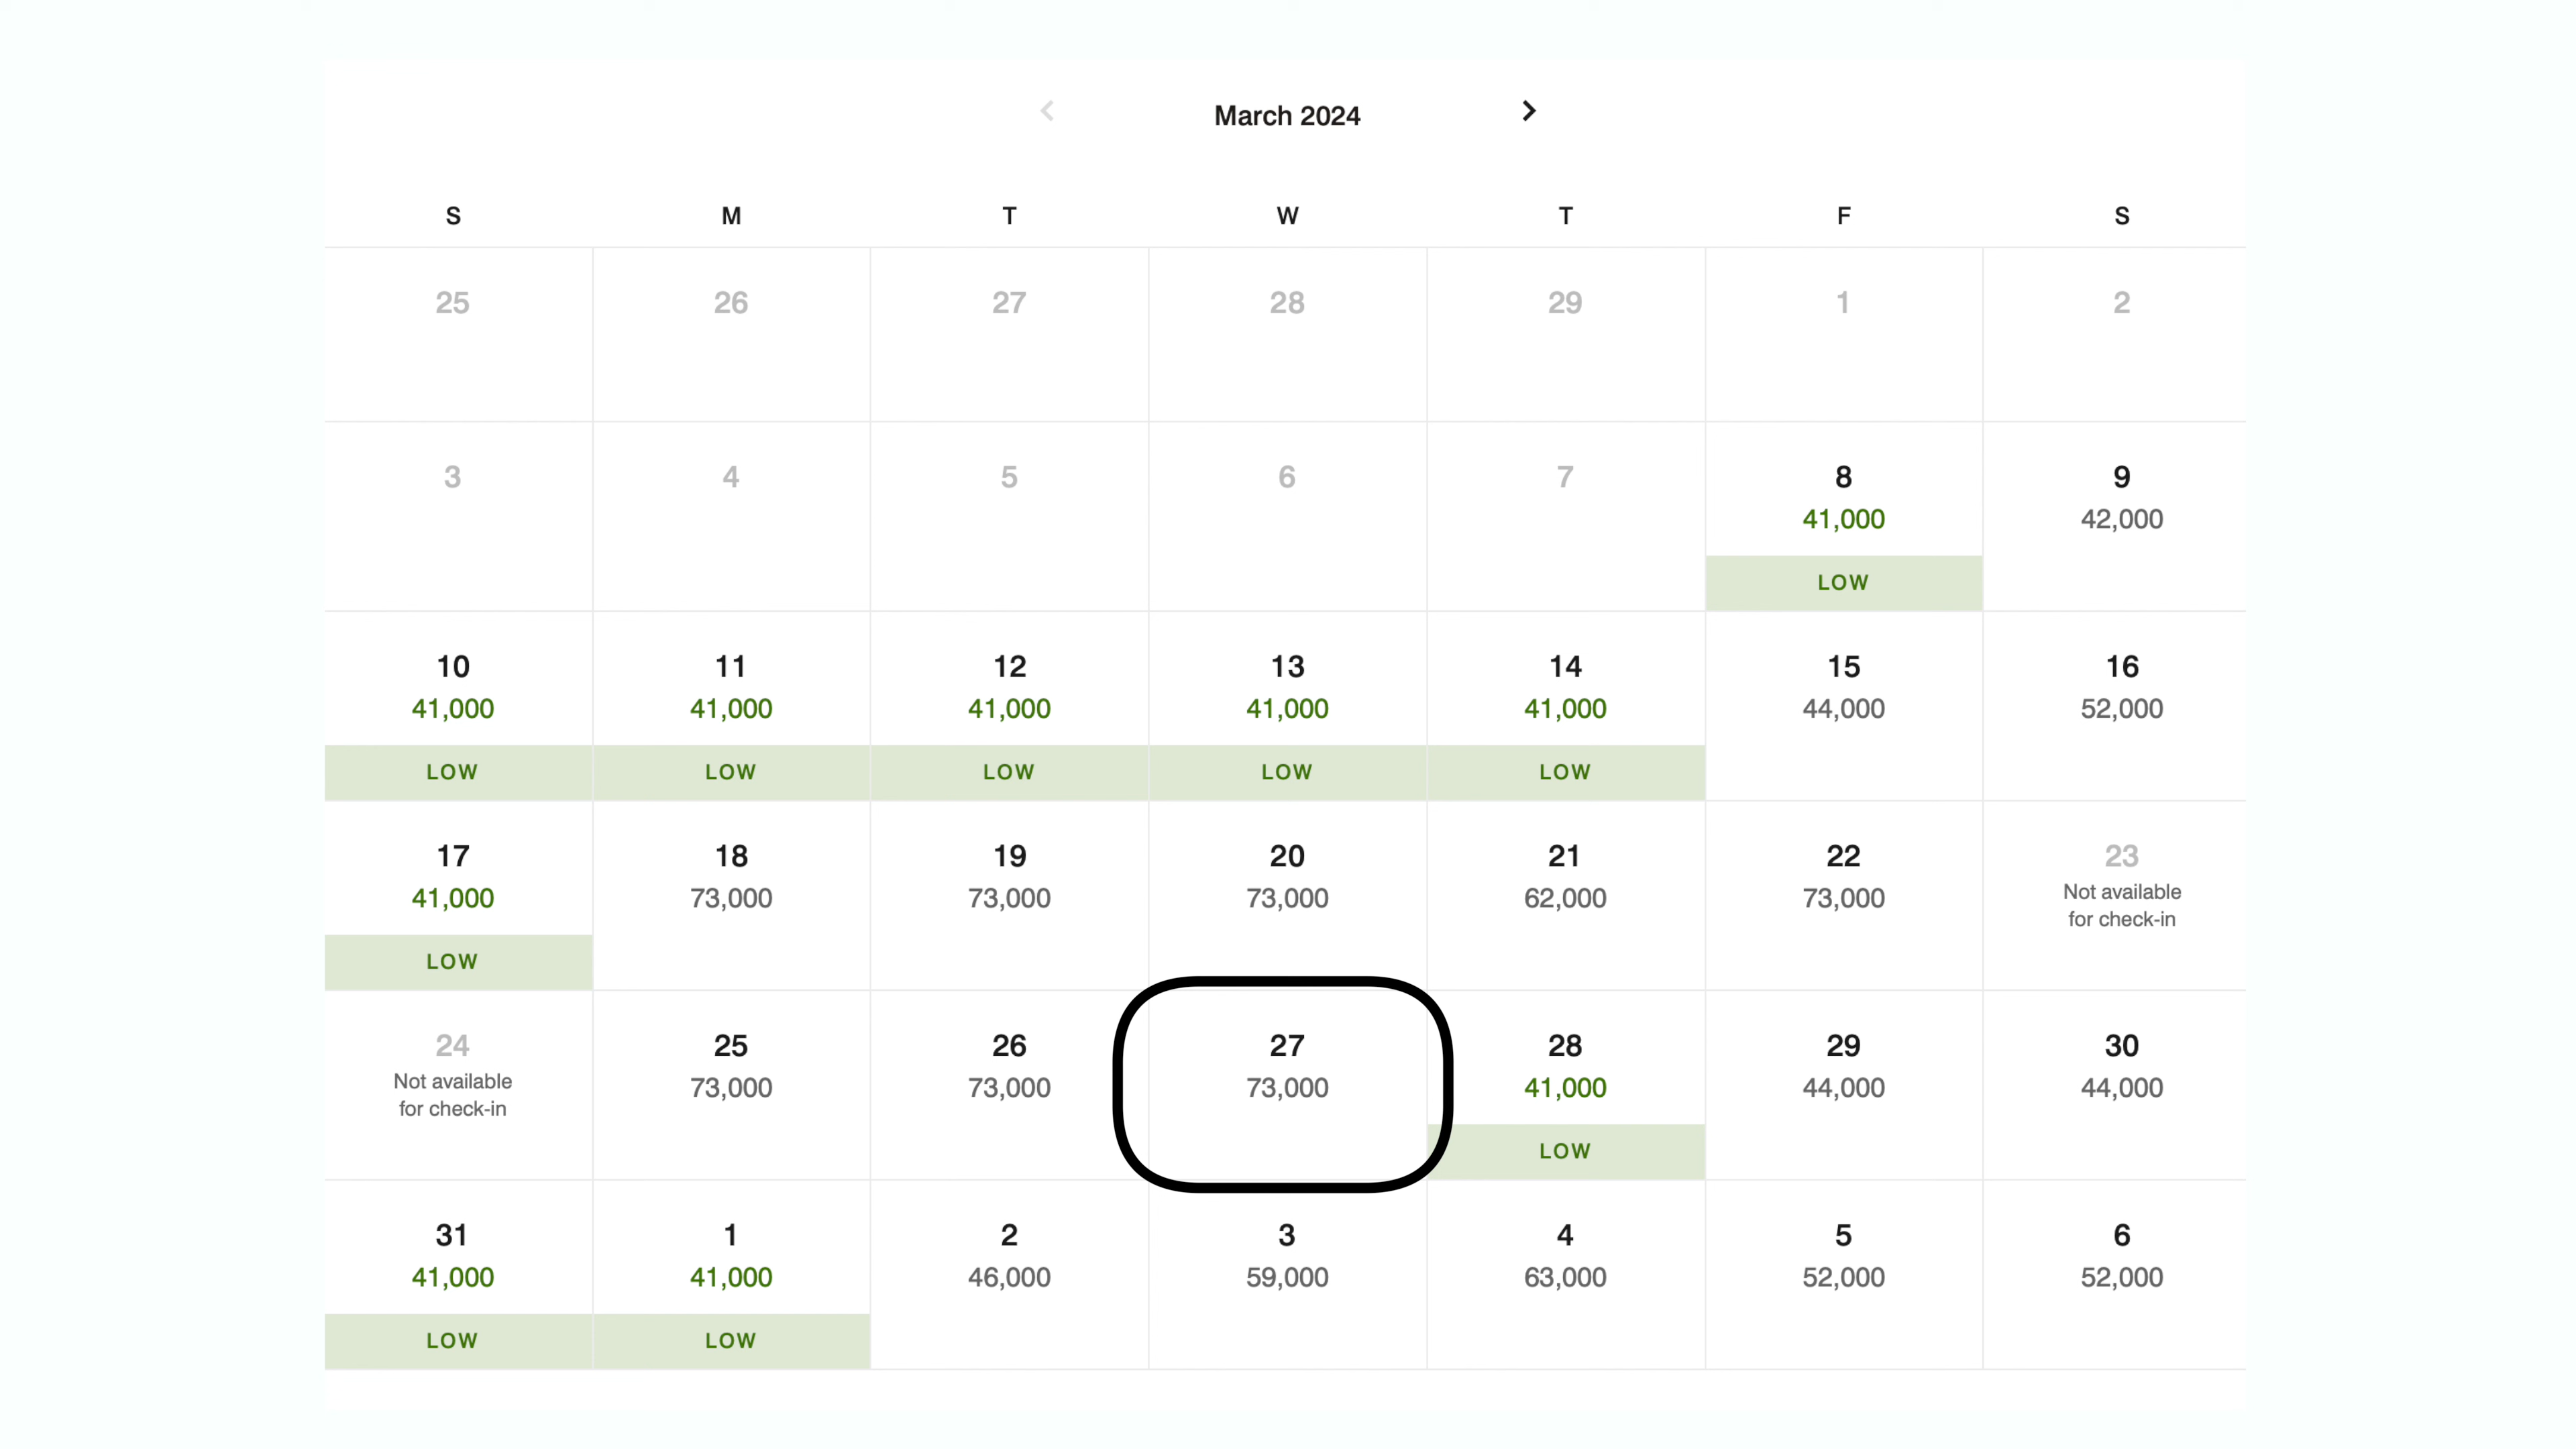 March 2024
S M T W T F S
25 26 27 28 29 1 2
3 4 5 6 7 8 9
41,000 42,000
LOW
10 11 12 13 14 15 16
41,000 41,000 41,000 41,000 41,000 44,000 52,000
LOW LOW LOW LOW LOW
17 18 19 20 21 22 23
41,000 73,000 73,000 73,000 62,000 73,000 Not available
for check-in
LOW
24 25 26 27 28 29 30
Not available 73,000 73,000 73,000 41,000 44,000 44,000
for check-in
LOW
31 1 2 3 4 5 6
41,000 41,000 46,000 59,000 63,000 52,000 52,000
LOW LOW